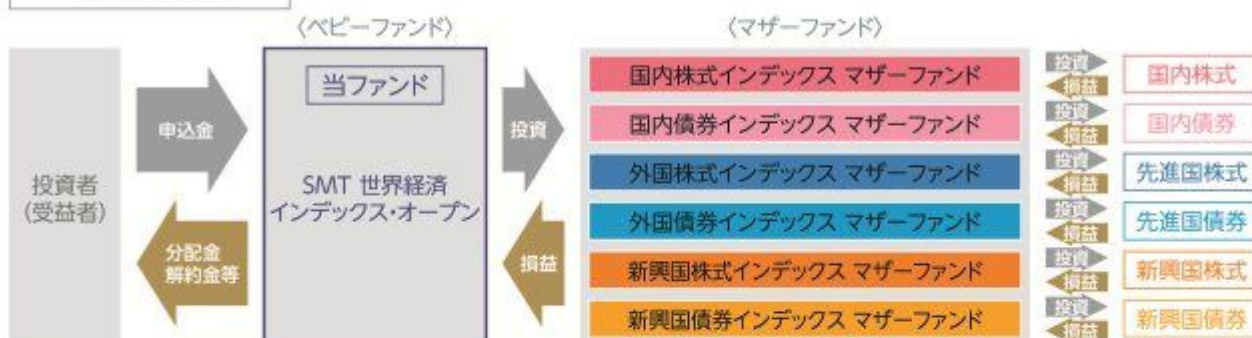 〈ベビーファンド〉
〈マザーファンド〉
投資者
(受益者)
申込金
分配金
解約金等
当ファンド
SMT 世界経済
インデックス・オープン
投資
損益
国内株式インデックス マザーファンド
投資
損益
国内株式
国内債券インデックス マザーファンド
投資
損益
国内債券
外国株式インデックス マザーファンド
投資
損益
先進国株式
外国債券インデックス マザーファンド
投資
損益
先進国債券
新興国株式インデックス マザーファンド
投資
損益
新興国株式
新興国債券インデックス マザーファンド
投資
損益
新興国債券